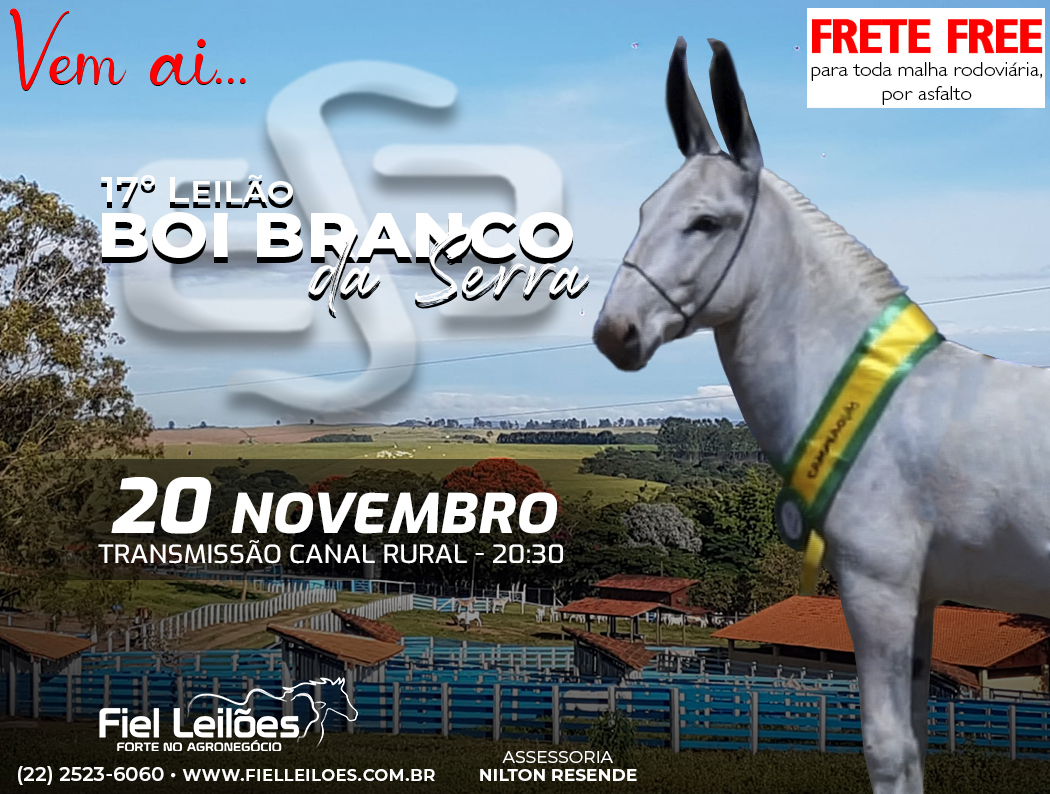 Vem ai...
FRETE FREE
para toda malha rodoviária,
por asfalto
17º LEILÃO
BOI BRANCO
da Serra
20 NOVEMBRO
TRANSMISSÃO CANAL RURAL - 20:30
Fiel Leilões
FORTE NO AGRONEGÓCIO
(22) 2523-6060 • WWW.FIELLEILOES.COM.BR
ASSESSORIA
NILTON RESENDE